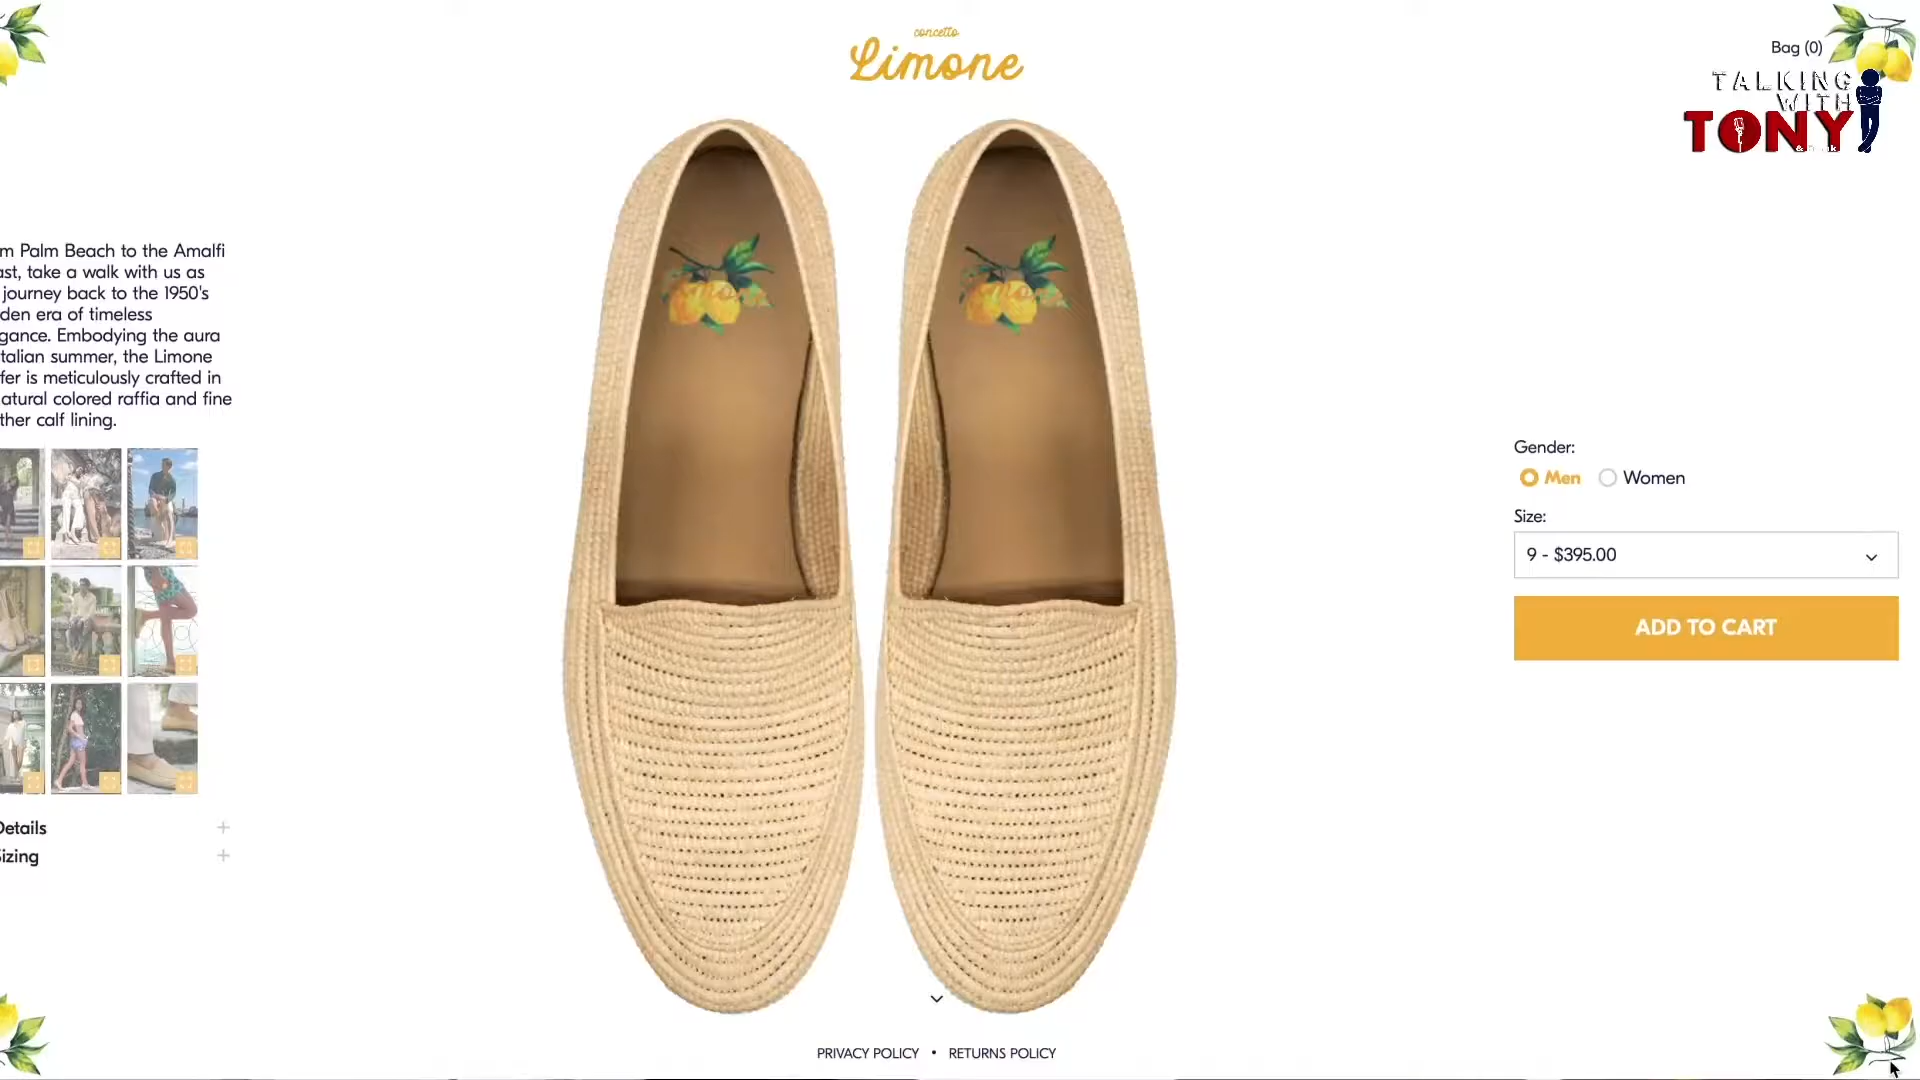 concetto
Limone
Bag (0)
TALKING
WITH
TONY
m Palm Beach to the Amalfi
ast, take a walk with us as
journey back to the 1950's
den era of timeless
gance. Embodying the aura
talian summer, the Limone
fer is meticulously crafted in
atural colored raffia and fine
ther calf lining.
Gender:
Men
Women
Size:
9 - $395.00
ADD TO CART
Details
izing
PRIVACY POLICY • RETURNS POLICY